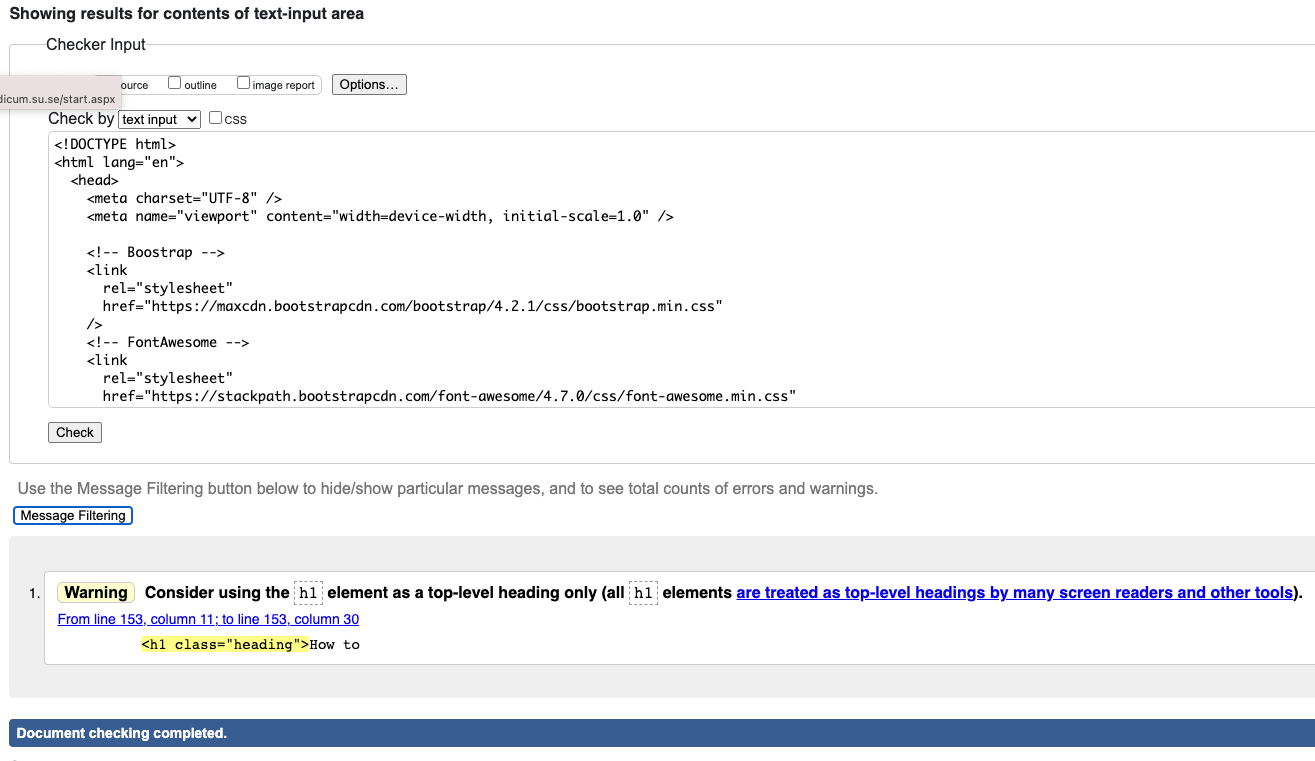 Showing results for contents of text-input area
Checker Input
ource outline image report Options...
dicum.su.se/start.aspx
Check by text input css
<!DOCTYPE html>
<html lang="en">
<head>
<meta charset="UTF-8" />
<meta name="viewport" content="width=device-width, initial-scale=1.0" />
<!-- Boostrap -->
<link
rel="stylesheet"
href="https://maxcdn.bootstrapcdn.com/bootstrap/4.2.1/css/bootstrap.min.css"
/>
<!-- FontAwesome -->
<link
rel="stylesheet"
href="https://stackpath.bootstrapcdn.com/font-awesome/4.7.0/css/font-awesome.min.css"
Check
Use the Message Filtering button below to hide/show particular messages, and to see total counts of errors and warnings.
Message Filtering
1. Warning Consider using the h1 element as a top-level heading only (all h1 elements are treated as top-level headings by many screen readers and other tools).
From line 153, column 11; to line 153, column 30
<h1 class="heading">How to
Document checking completed.